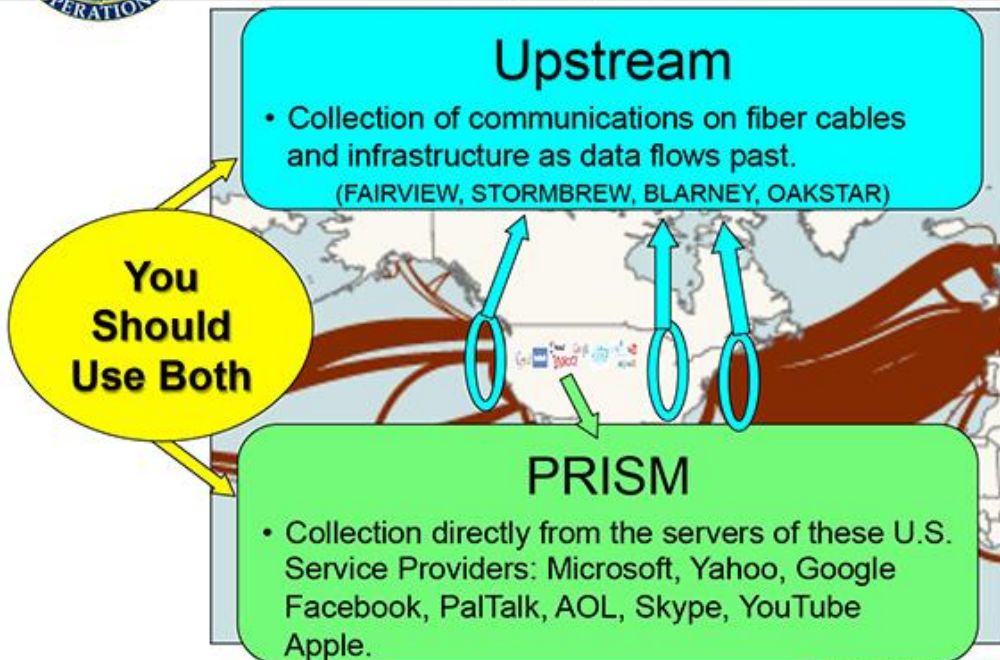 PERATION
Upstream
• Collection of communications on fiber cables
and infrastructure as data flows past.
(FAIRVIEW, STORMBREW, BLARNEY, OAKSTAR)
You
Should
Use Both
PRISM
• Collection directly from the servers of these U.S.
Service Providers: Microsoft, Yahoo, Google
Facebook, PalTalk, AOL, Skype, YouTube
Apple.